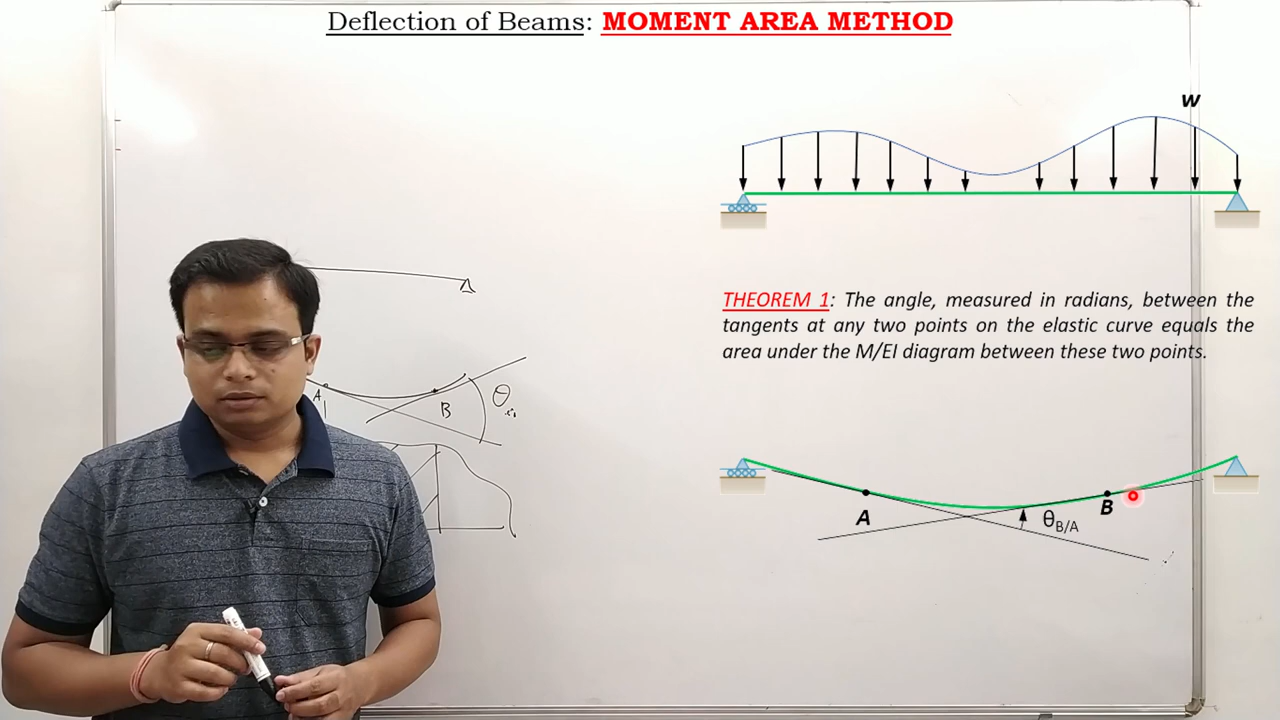 Deflection of Beams: MOMENT AREA METHOD
w
THEOREM 1: The angle, measured in radians, between the
tangents at any two points on the elastic curve equals the
area under the M/EI diagram between these two points.
A
B
θ
A
B
θB/A